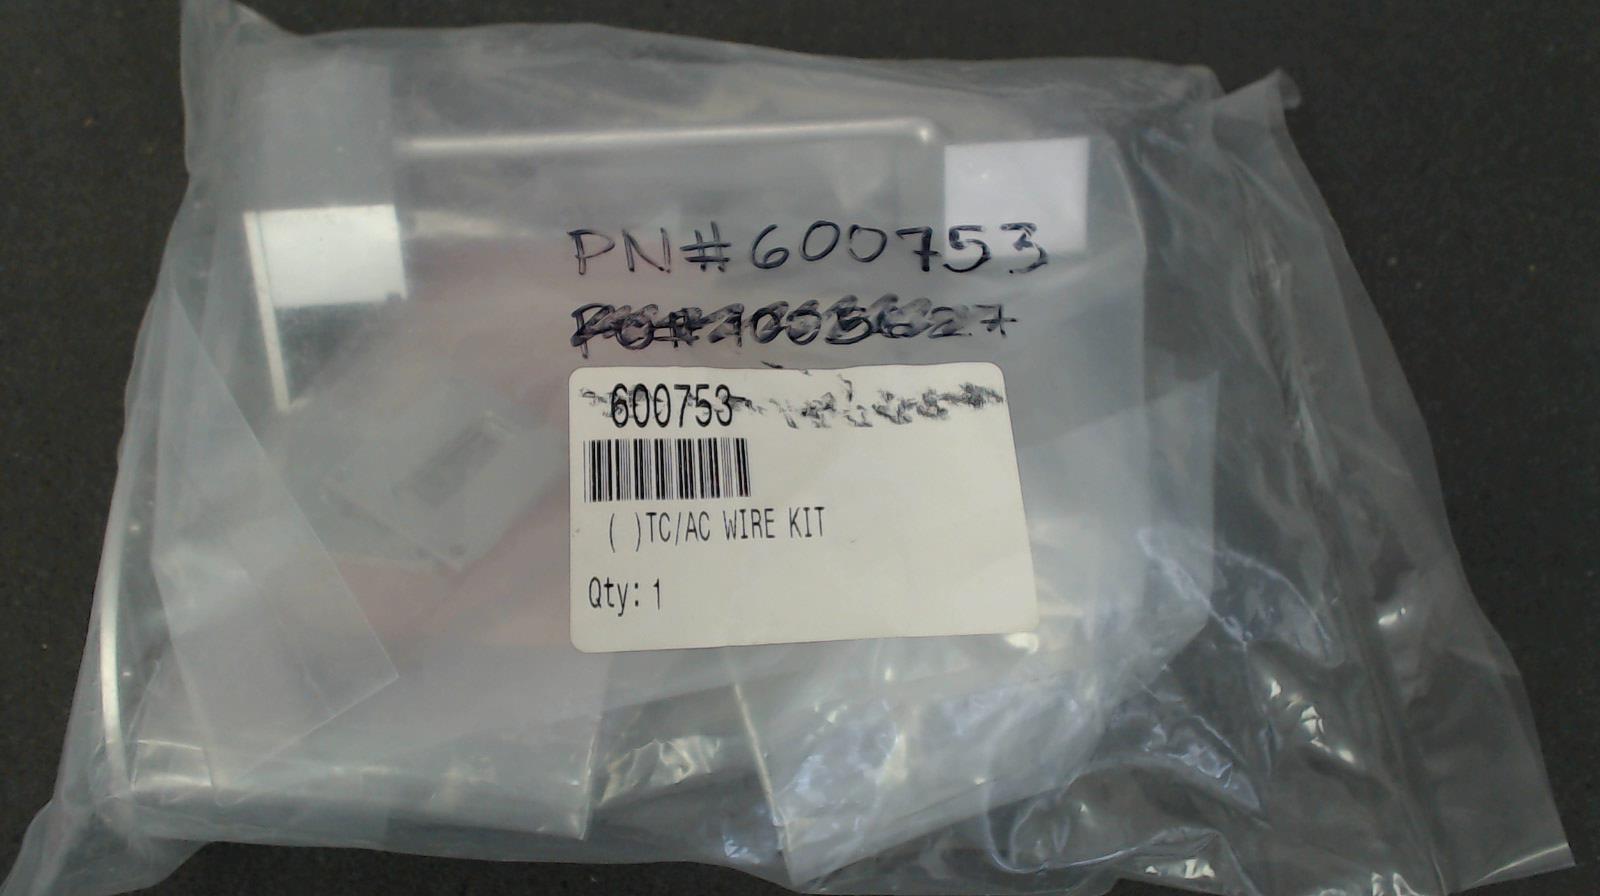 PN#600753
600753
( )TC/AC WIRE KIT
Qty: 1